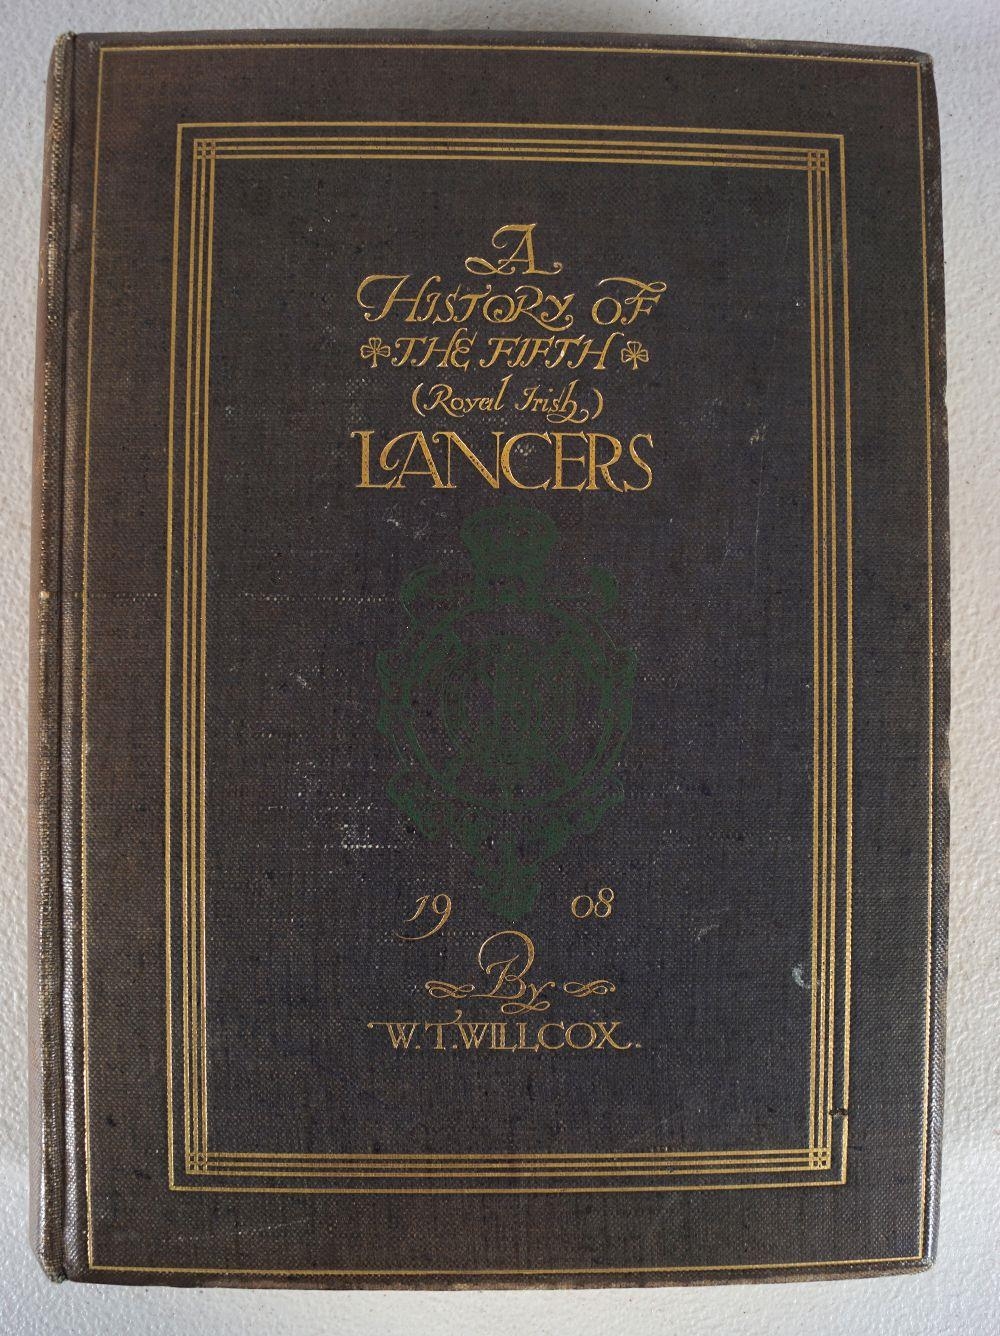 A
HISTORY OF
THE FIFTH
(Royal Irish)
LANCERS
19 08
By
W. T. WILLCOX.